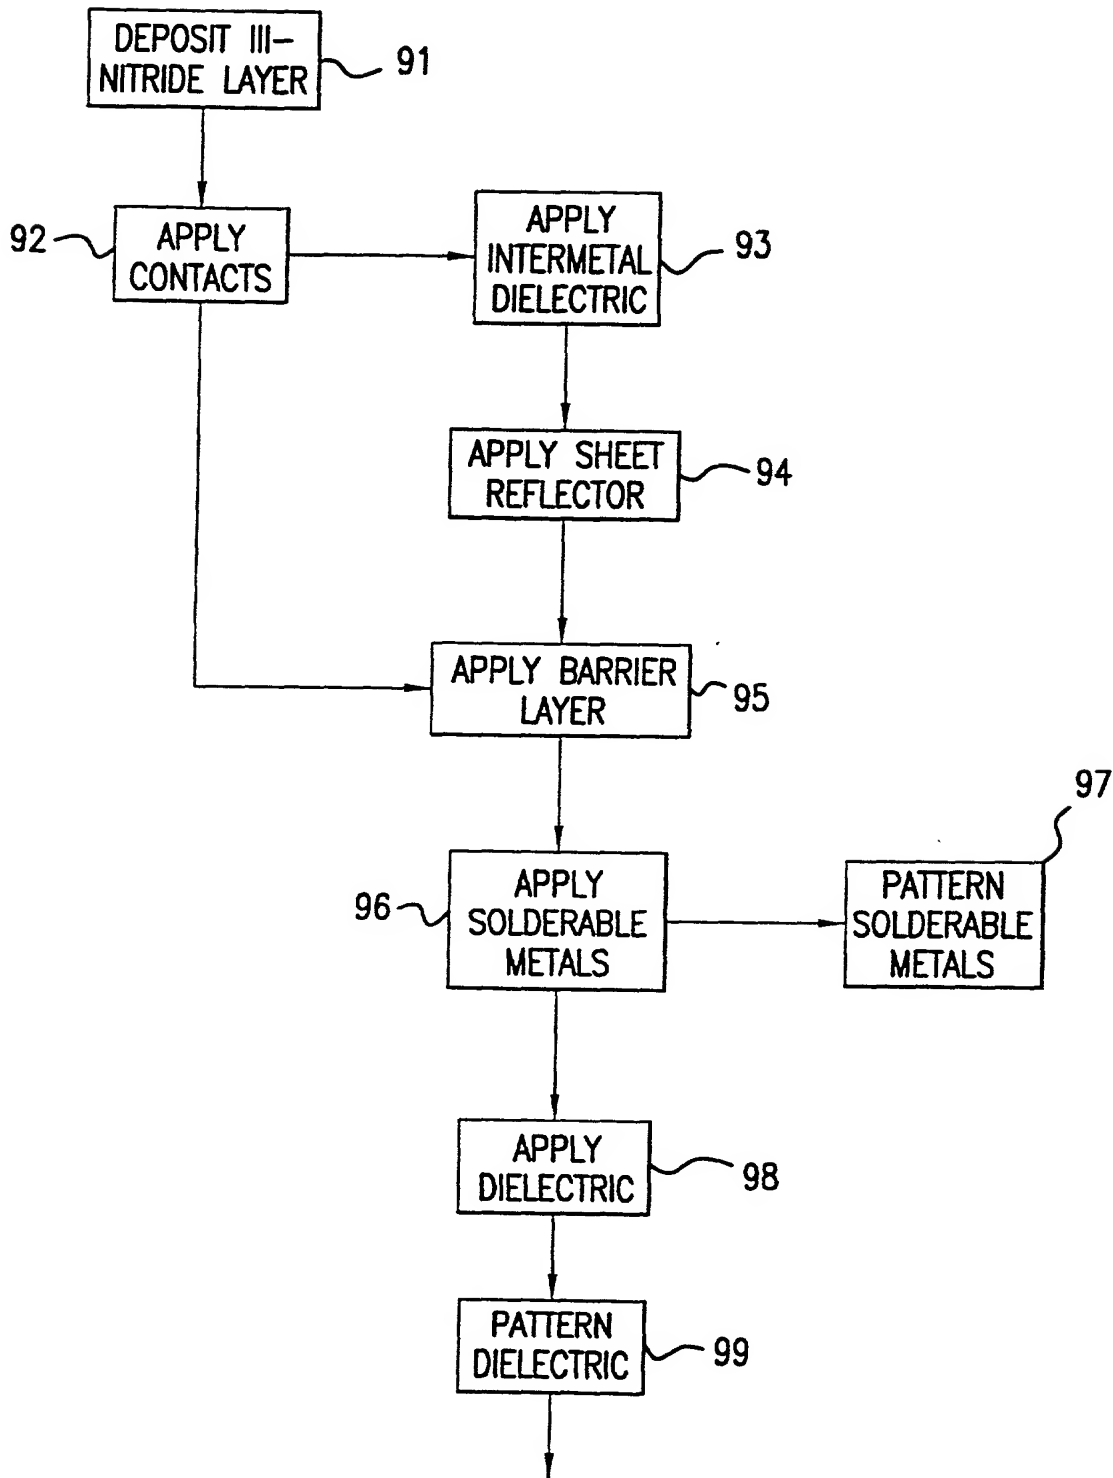 DEPOSIT III-
NITRIDE LAYER
91
92
APPLY
CONTACTS
APPLY
INTERMETAL
DIELECTRIC
93
APPLY SHEET
REFLECTOR
94
APPLY BARRIER
LAYER
95
96
APPLY
SOLDERABLE
METALS
97
PATTERN
SOLDERABLE
METALS
APPLY
DIELECTRIC
98
PATTERN
DIELECTRIC
99